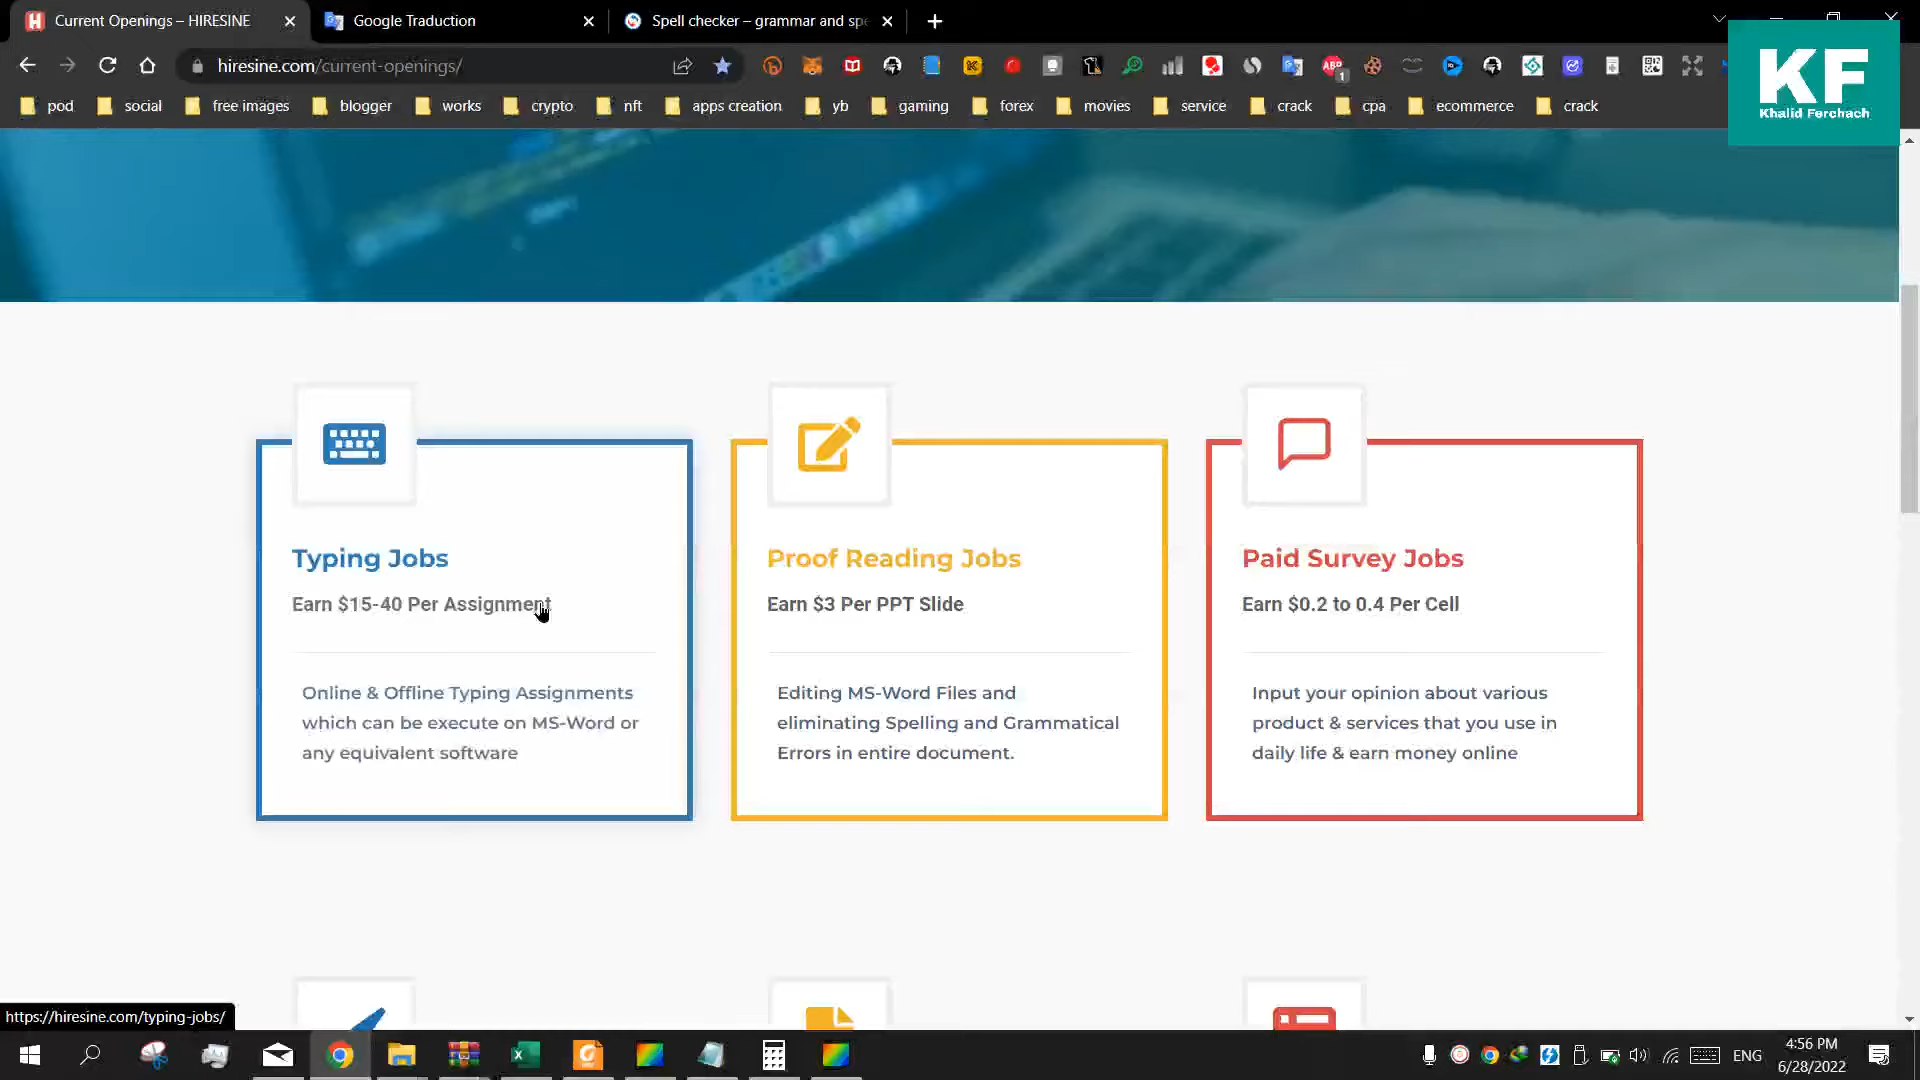 Current Openings – HIRESINE
Google Traduction
Spell checker – grammar and spe
hiresine.com/current-openings/
1
pod
social
free images
blogger
works
crypto
nft
apps creation
yb
gaming
forex
movies
service
crack
cpa
ecommerce
crack
KF
Khalid Ferchach
Typing Jobs
Earn $15-40 Per Assignment
Online & Offline Typing Assignments
which can be execute on MS-Word or
any equivalent software
Proof Reading Jobs
Earn $3 Per PPT Slide
Editing MS-Word Files and
eliminating Spelling and Grammatical
Errors in entire document.
Paid Survey Jobs
Earn $0.2 to 0.4 Per Cell
Input your opinion about various
product & services that you use in
daily life & earn money online
https://hiresine.com/typing-jobs/
ENG
4:56 PM
6/28/2022